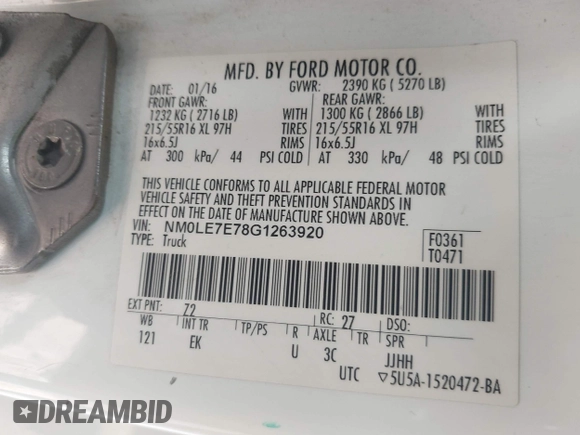 MFD. BY FORD MOTOR CO.
DATE: 01/16 GVWR: 2390 KG ( 5270 LB)
FRONT GAWR: REAR GAWR:
1232 KG ( 2716 LB) WITH 1300 KG ( 2866 LB) WITH
215/55R16 XL 97H TIRES 215/55R16 XL 97H TIRES
16x6.5J RIMS 16x6.5J RIMS
AT 300 kPa/ 44 PSI COLD AT 330 kPa/ 48 PSI COLD
THIS VEHICLE CONFORMS TO ALL APPLICABLE FEDERAL MOTOR
VEHICLE SAFETY AND THEFT PREVENTION STANDARDS IN
EFFECT ON THE DATE OF MANUFACTURE SHOWN ABOVE.
VIN: NM0LE7E78G1263920 F0361
TYPE: Truck T0471
EXT PNT: Z2 RC: 27 DSO:
WB INT TR TP/PS R AXLE TR SPR
121 EK U 3C JJHH
UTC ▽5U5A-1520472-BA
DREAMBID